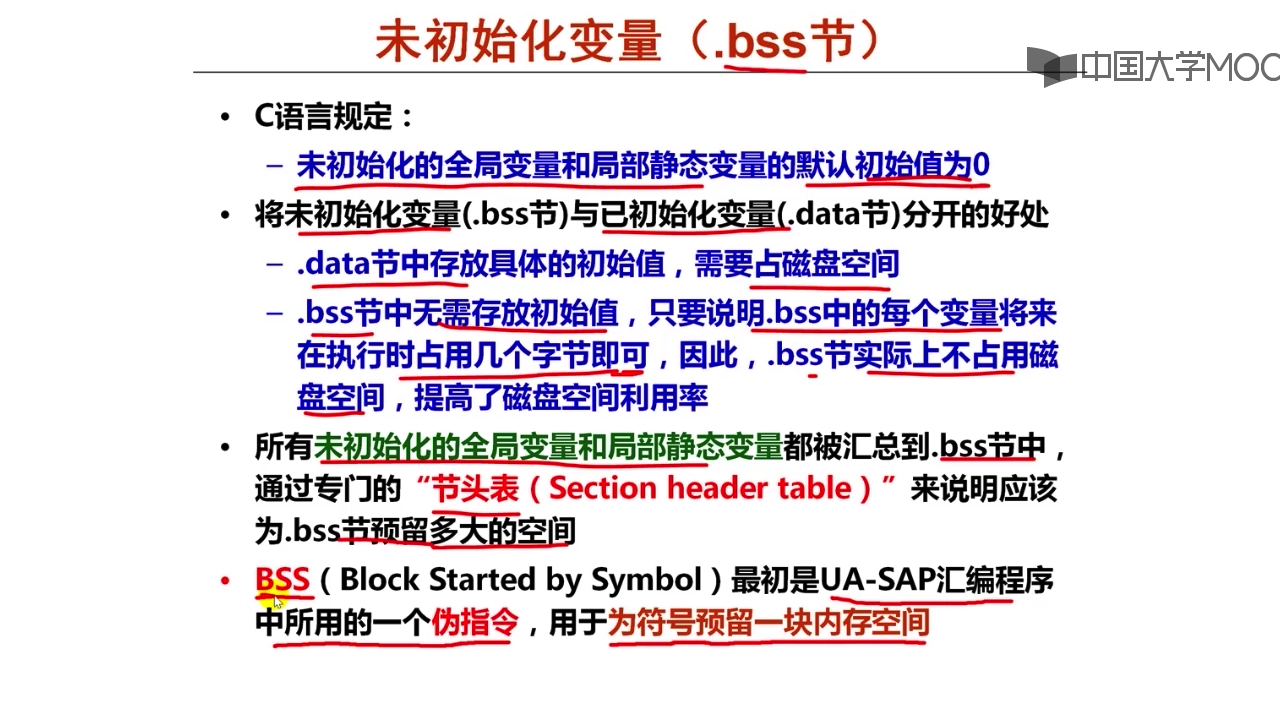 未初始化变量（.bss节）
中国大学MOO
• C语言规定：
– 未初始化的全局变量和局部静态变量的默认初始值为0
• 将未初始化变量(.bss节)与已初始化变量(.data节)分开的好处
– .data节中存放具体的初始值，需要占磁盘空间
– .bss节中无需存放初始值，只要说明.bss中的每个变量将来
在执行时占用几个字节即可，因此，.bss节实际上不占用磁
盘空间，提高了磁盘空间利用率
• 所有未初始化的全局变量和局部静态变量都被汇总到.bss节中，
通过专门的“节头表（Section header table）”来说明应该
为.bss节预留多大的空间
• BSS（Block Started by Symbol）最初是UA-SAP汇编程序
中所用的一个伪指令，用于为符号预留一块内存空间